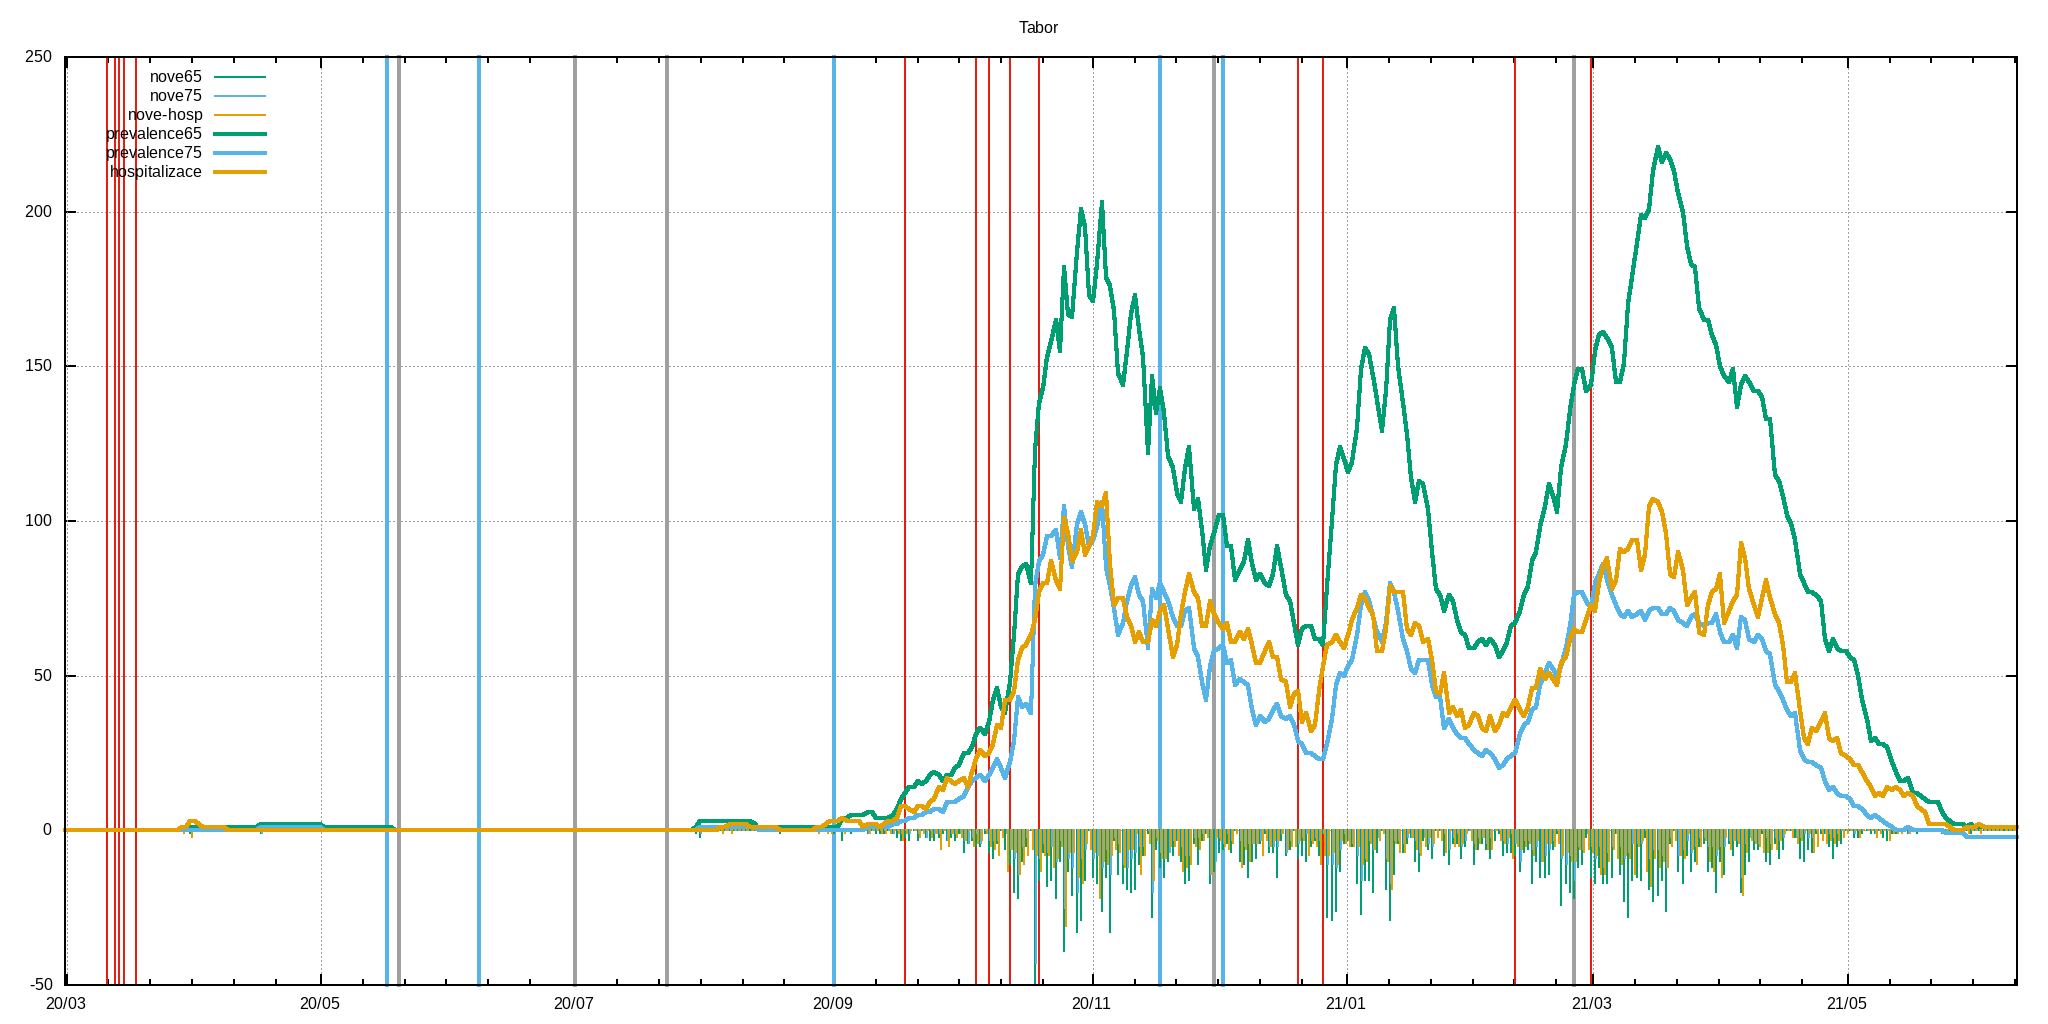 Tabor
250
nove65
nove75
nove-hosp
prevalence65
prevalence75
hospitalizace
200
150
100
50
0
-50
20/03 20/05 20/07 20/09 20/11 21/01 21/03 21/05